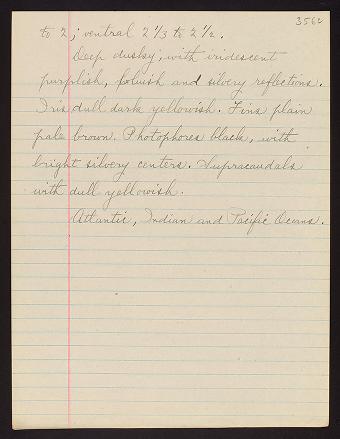 3562
to 2; ventral 2 1/3 to 2 1/2.
Deep dusky, with iridescent
purplish, bluish and silvery reflections.
Iris dull dark yellowish. Fins plain
pale brown. Photophores black, with
bright silvery centers. Supracaudals
with dull yellowish.
Atlantic, Indian and Pacific Oceans.